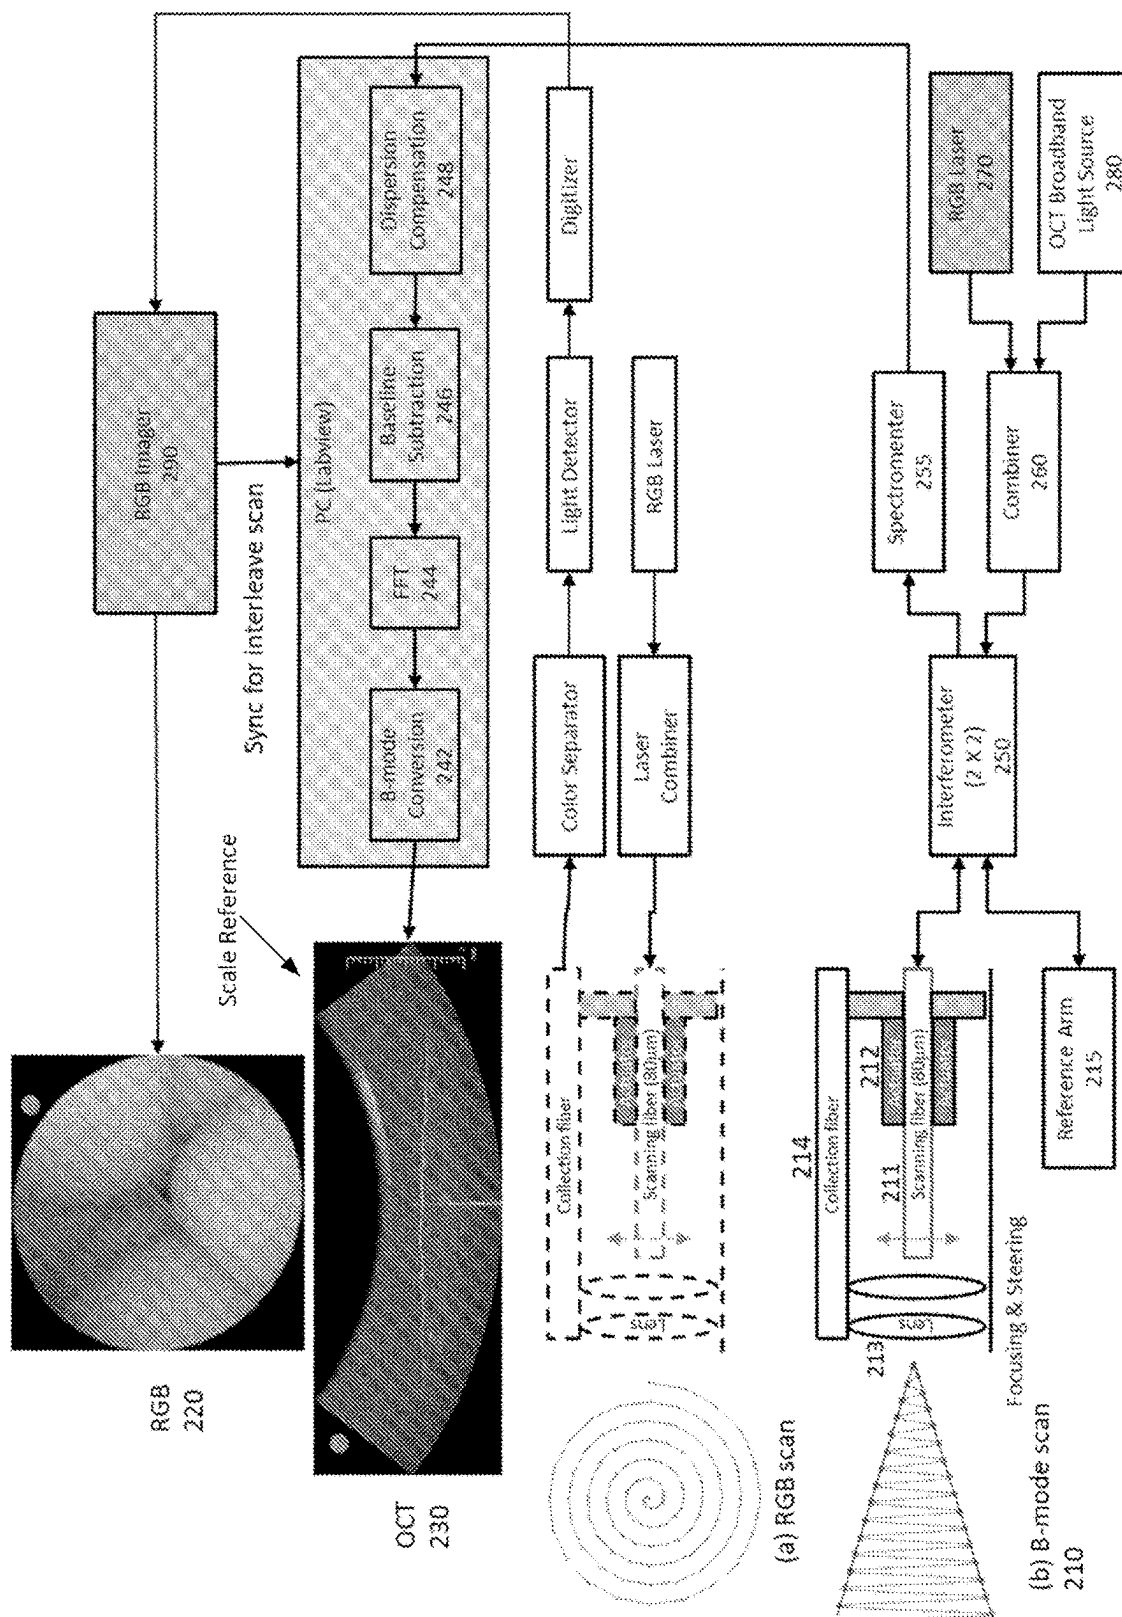 RGB
220
RGB Imager
290
Sync for interleave scan
Scale Reference
OCT
230
PC (Labview)
B-mode
Conversion
242
FFT
244
Baseline
Subtraction
246
Dispersion
Compensation
248
Collection fiber
Scanning fiber (80µm)
Color Separator
Light Detector
Digitizer
Laser
Combiner
RGB Laser
(a) RGB scan
214
Collection fiber
213
211
212
Scanning fiber (80µm)
Focusing & Steering
(b) B-mode scan
210
Interferometer
(2 X 2)
250
Spectromenter
255
RGB Laser
270
Reference Arm
215
Combiner
260
OCT Broadband
Light Source
280